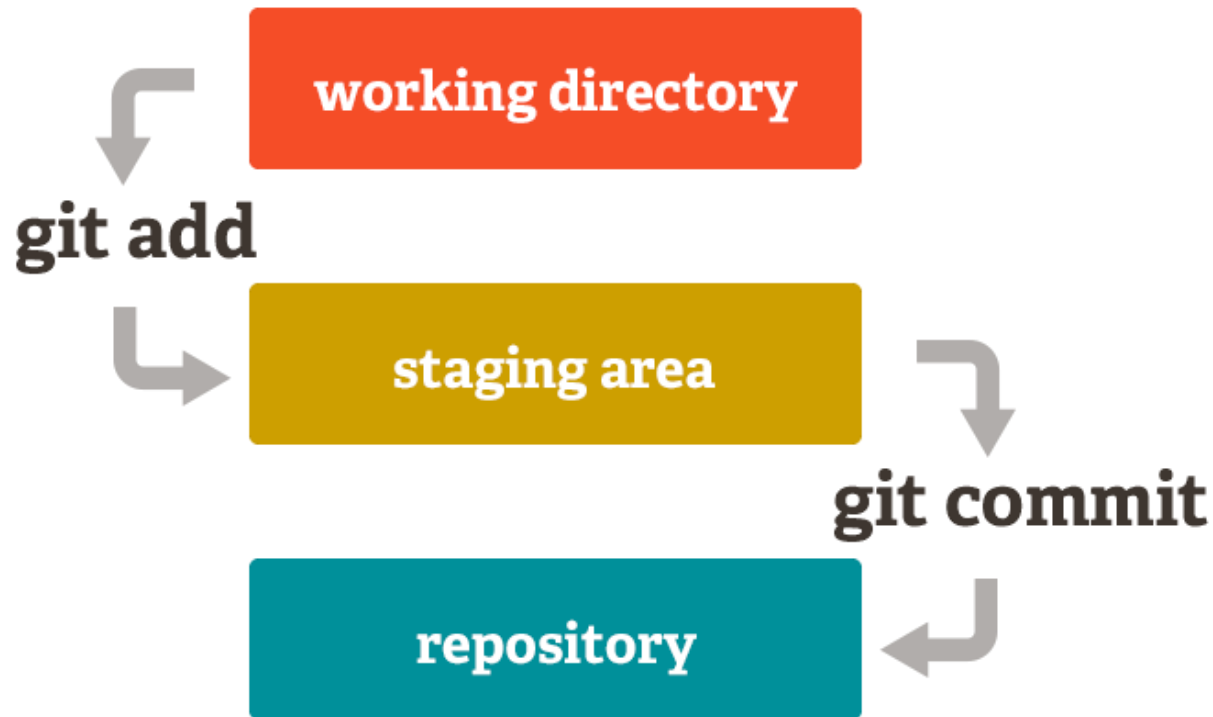 working directory
git add
staging area
git commit
repository